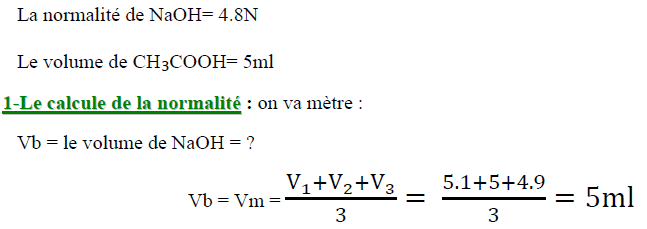 La normalité de NaOH= 4.8N
Le volume de CH₃COOH= 5ml
1-Le calcule de la normalité : on va mètre :
Vb = le volume de NaOH = ?
Vb = Vm = (V₁+V₂+V₃)/3 = (5.1+5+4.9)/3 = 5ml